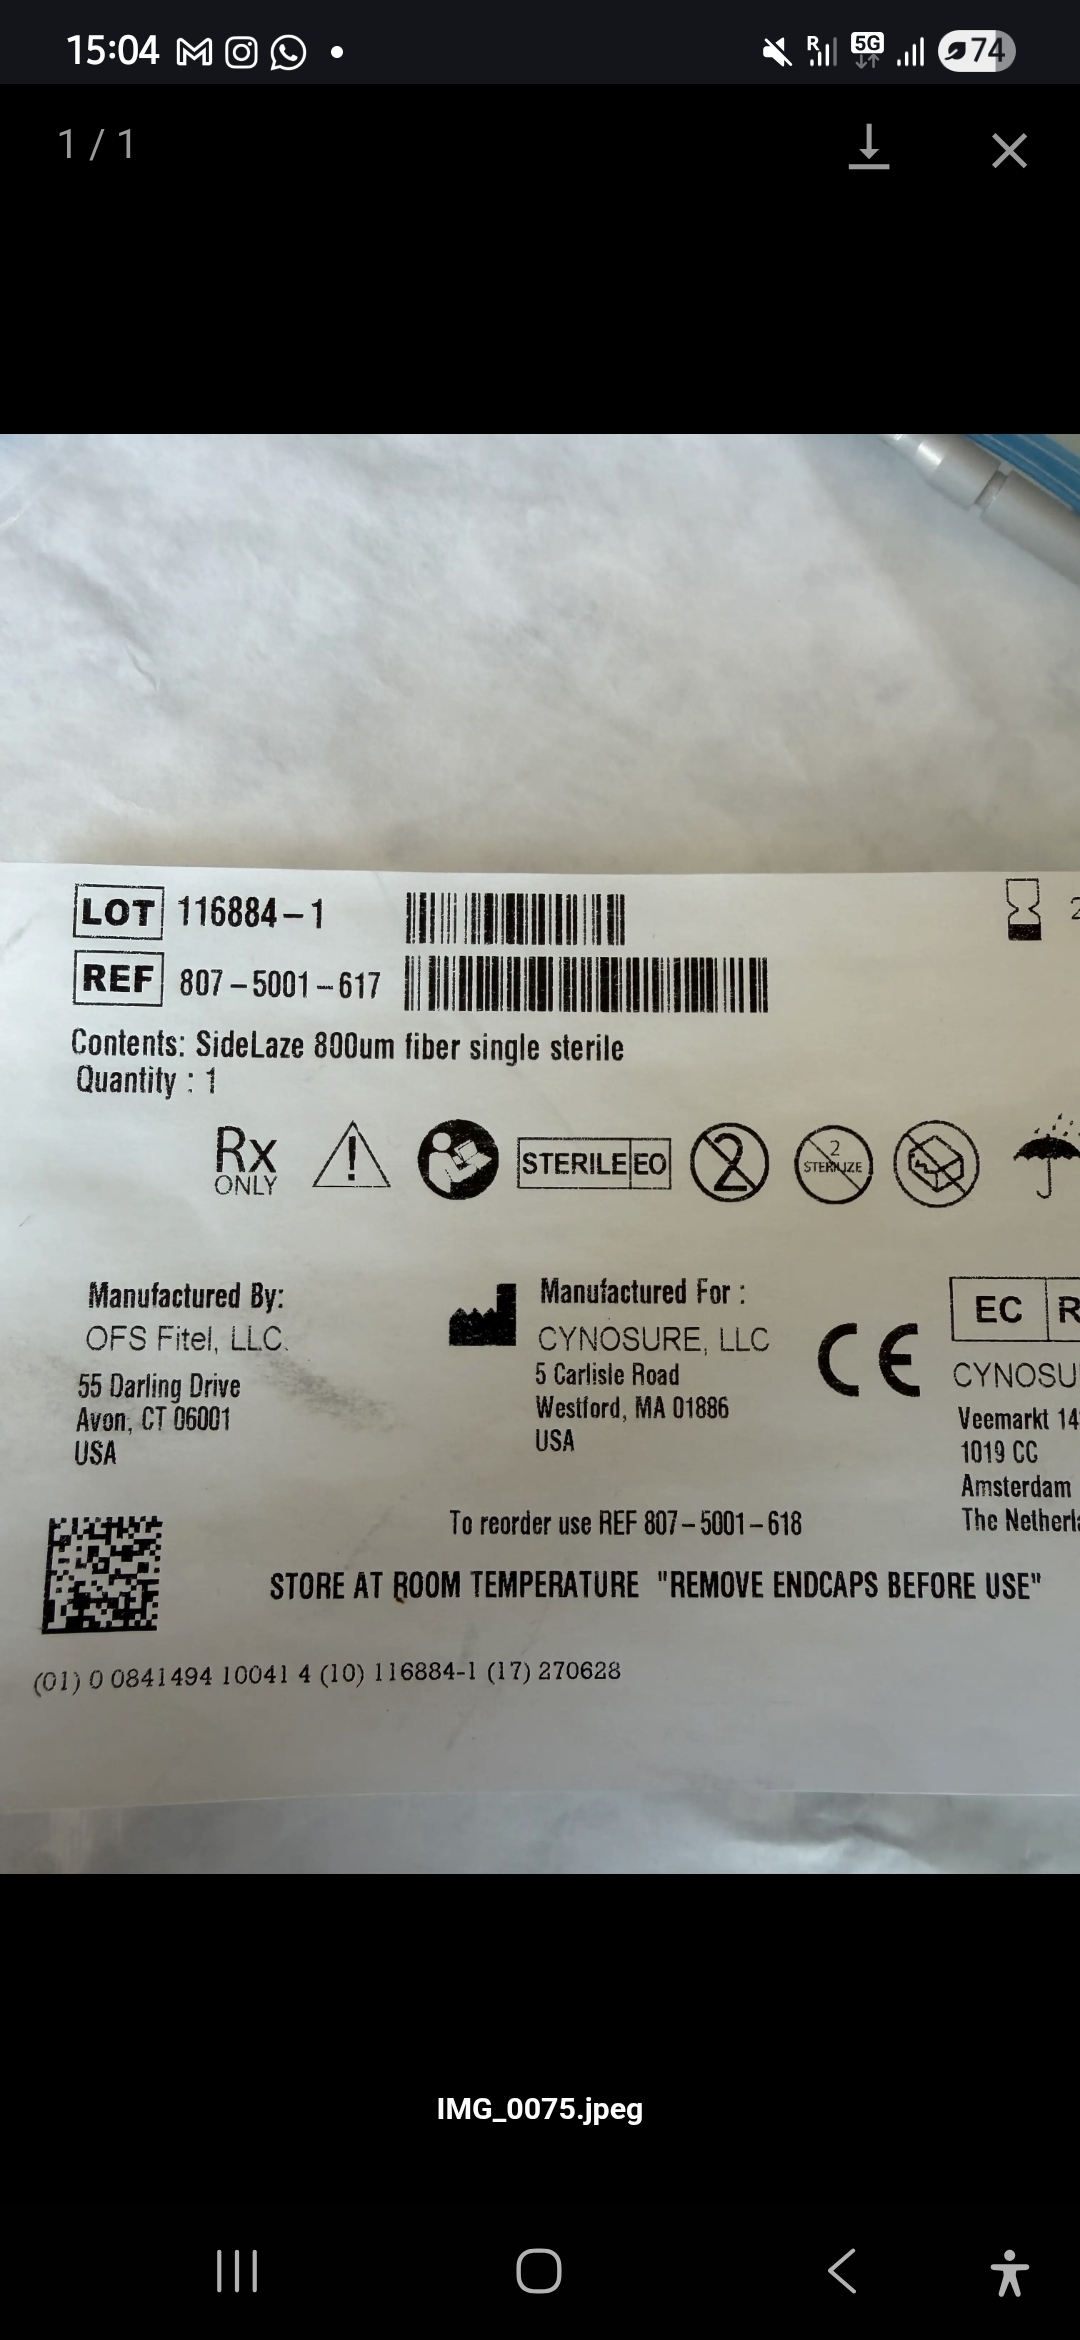 15:04
R
5G
74
1 / 1
LOT 116884-1
2
REF 807-5001-617
Contents: SideLaze 800um fiber single sterile
Quantity : 1
Rx
ONLY
STERILE EO
2
2
STERILIZE
Manufactured By:
OFS Fitel, LLC.
55 Darling Drive
Avon, CT 06001
USA
Manufactured For :
CYNOSURE, LLC
5 Carlisle Road
Westford, MA 01886
USA
CE
EC R
CYNOSU
Veemarkt 14
1019 CC
Amsterdam
The Netherla
To reorder use REF 807-5001-618
STORE AT ROOM TEMPERATURE "REMOVE ENDCAPS BEFORE USE"
(01) 0 0841494 10041 4 (10) 116884-1 (17) 270628
IMG_0075.jpeg